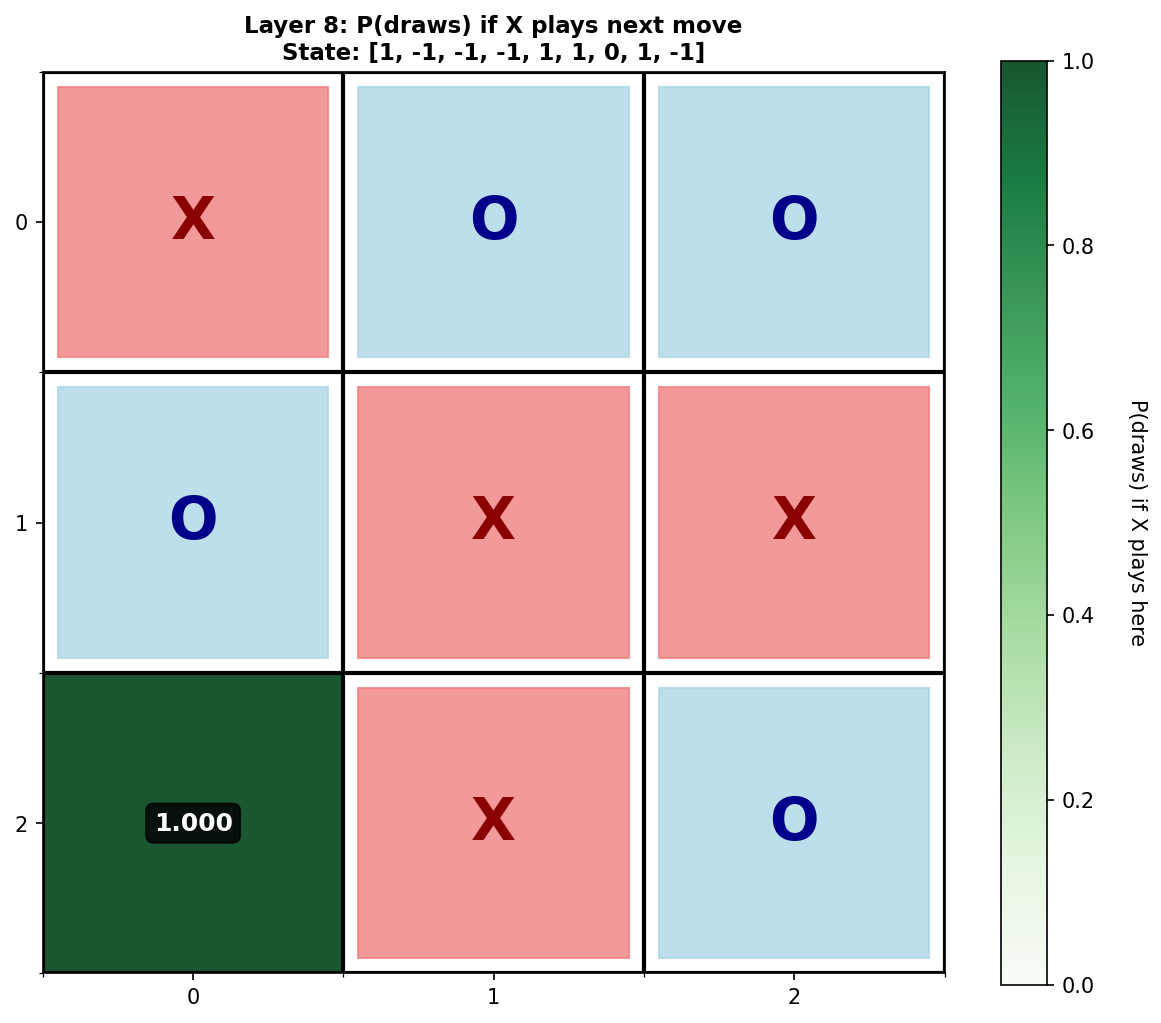 Layer 8: P(draws) if X plays next move
State: [1, -1, -1, -1, 1, 1, 0, 1, -1]
0
X
O
O
1
O
X
X
2
1.000
X
O
0
1
2
1.0
0.8
0.6
0.4
0.2
0.0
P(draws) if X plays here